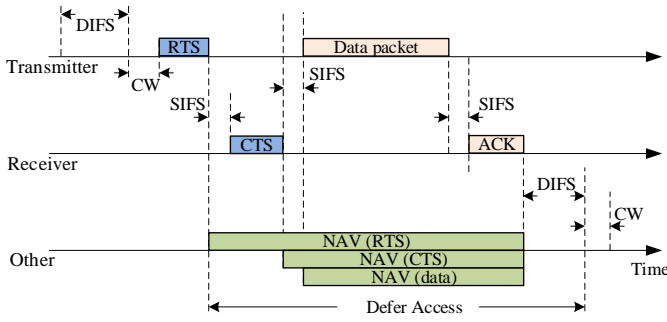 DIFS
RTS
Data packet
Transmitter
CW
SIFS
SIFS
SIFS
CTS
ACK
Receiver
DIFS
CW
NAV (RTS)
Other
NAV (CTS)
Time
NAV (data)
Defer Access